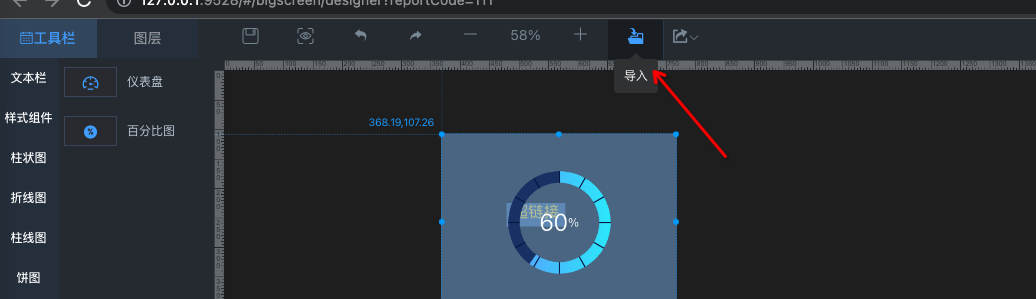 127.0.0.1:9528/#/bigscreen/designer?reportCode=111
工具栏 图层 58%
导入
文本栏 仪表盘
样式组件 百分比图
368.19,107.26
柱状图
折线图
超链接
60%
柱线图
饼图